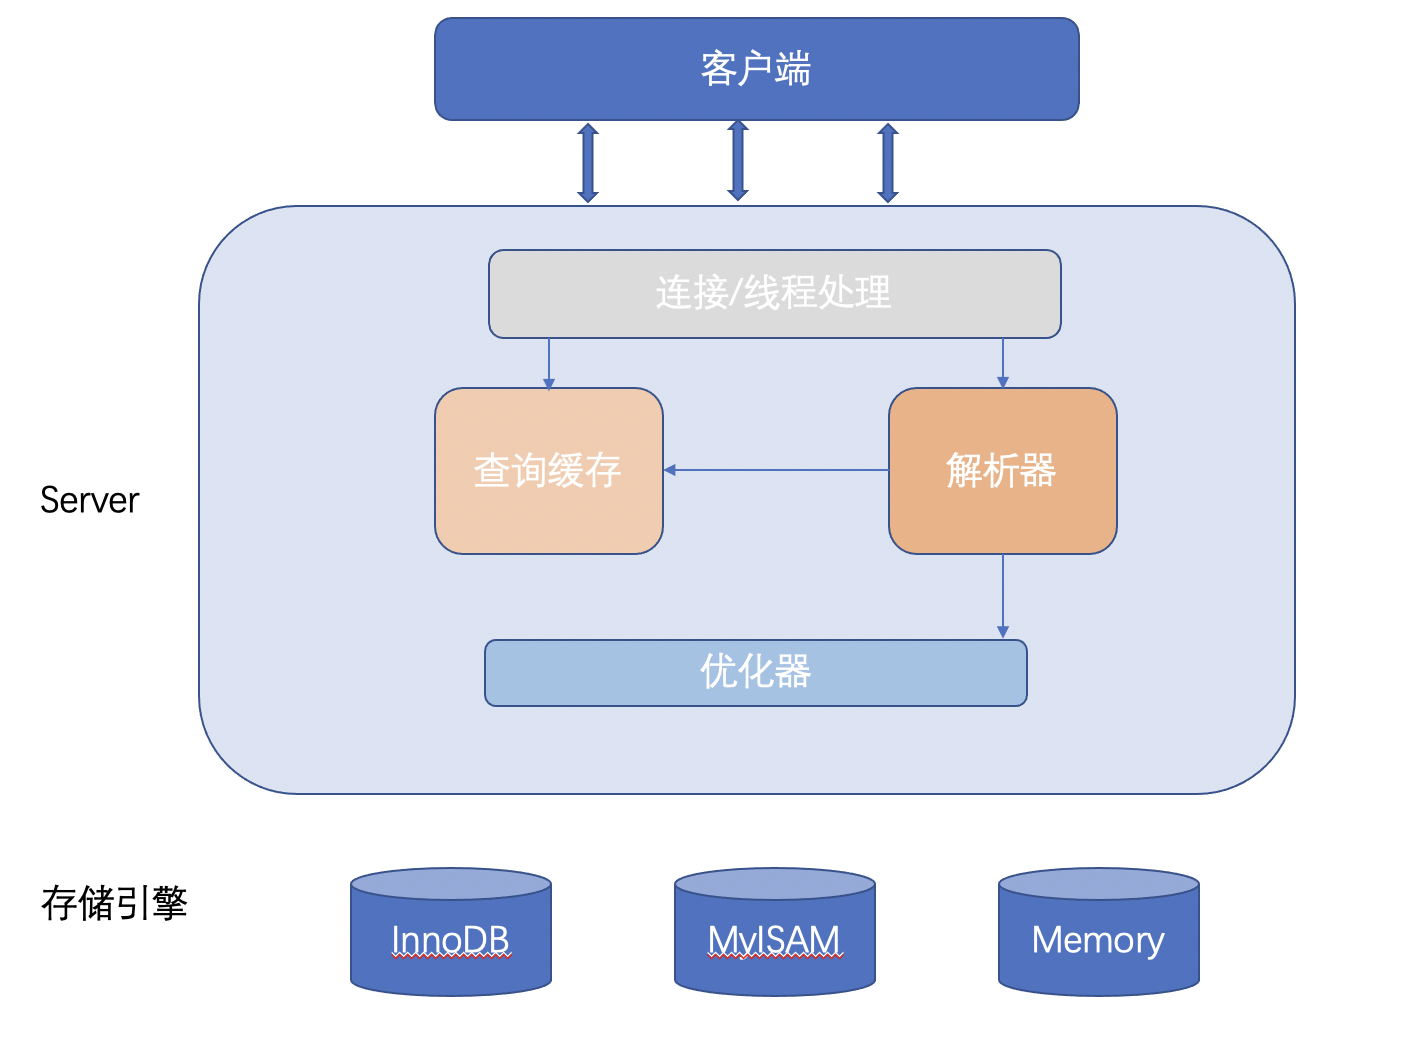 客户端
连接/线程处理
查询缓存
解析器
Server
优化器
存储引擎
InnoDB
MyISAM
Memory